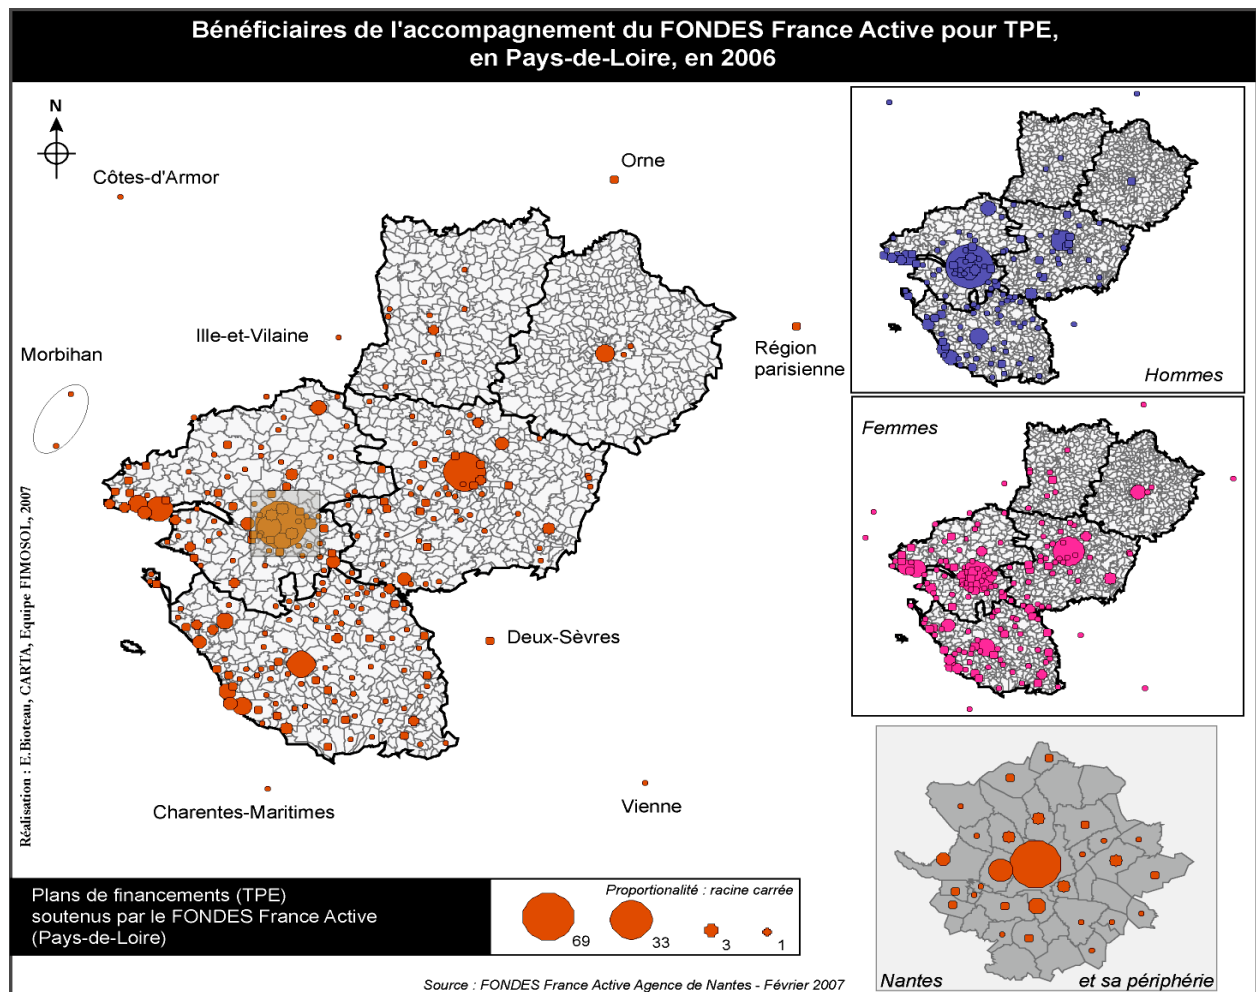 Bénéficiaires de l'accompagnement du FONDES France Active pour TPE,
en Pays-de-Loire, en 2006
N
Côtes-d'Armor
Orne
Ille-et-Vilaine
Morbihan
Région
parisienne
Hommes
Femmes
Deux-Sèvres
Charentes-Maritimes
Vienne
Réalisation : E.Bioteau, CARTA, Equipe FIMOSOL, 2007
Plans de financements (TPE)
soutenus par le FONDES France Active
(Pays-de-Loire)
Proportionalité : racine carrée
69
33
3
1
Nantes et sa périphérie
Source : FONDES France Active Agence de Nantes - Février 2007